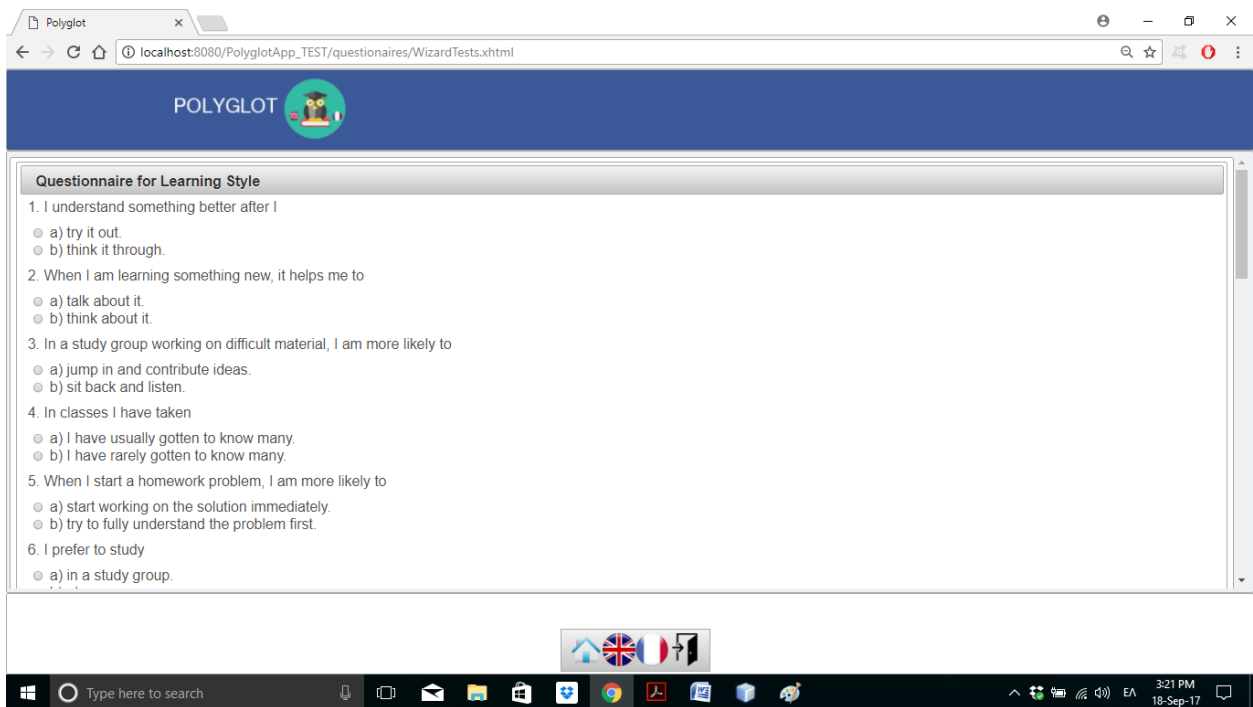 Polyglot
localhost:8080/PolyglotApp_TEST/questionaires/WizardTests.xhtml
POLYGLOT
Questionnaire for Learning Style
1. I understand something better after I
a) try it out.
b) think it through.
2. When I am learning something new, it helps me to
a) talk about it.
b) think about it.
3. In a study group working on difficult material, I am more likely to
a) jump in and contribute ideas.
b) sit back and listen.
4. In classes I have taken
a) I have usually gotten to know many.
b) I have rarely gotten to know many.
5. When I start a homework problem, I am more likely to
a) start working on the solution immediately.
b) try to fully understand the problem first.
6. I prefer to study
a) in a study group.
Type here to search
ΕΛ
3:21 PM
18-Sep-17